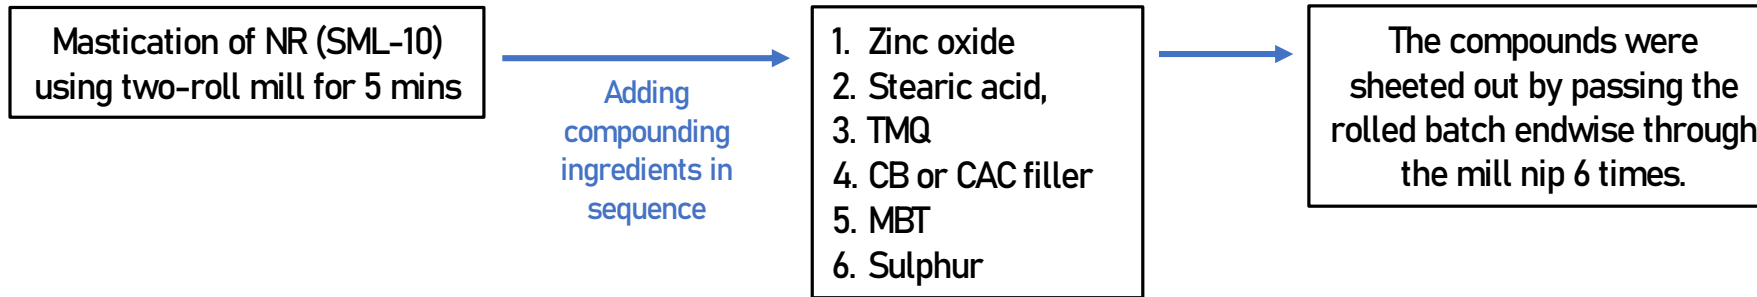 Mastication of NR (SML-10)
using two-roll mill for 5 mins
Adding
compounding
ingredients in
sequence
1. Zinc oxide
2. Stearic acid,
3. TMQ
4. CB or CAC filler
5. MBT
6. Sulphur
The compounds were
sheeted out by passing the
rolled batch endwise through
the mill nip 6 times.